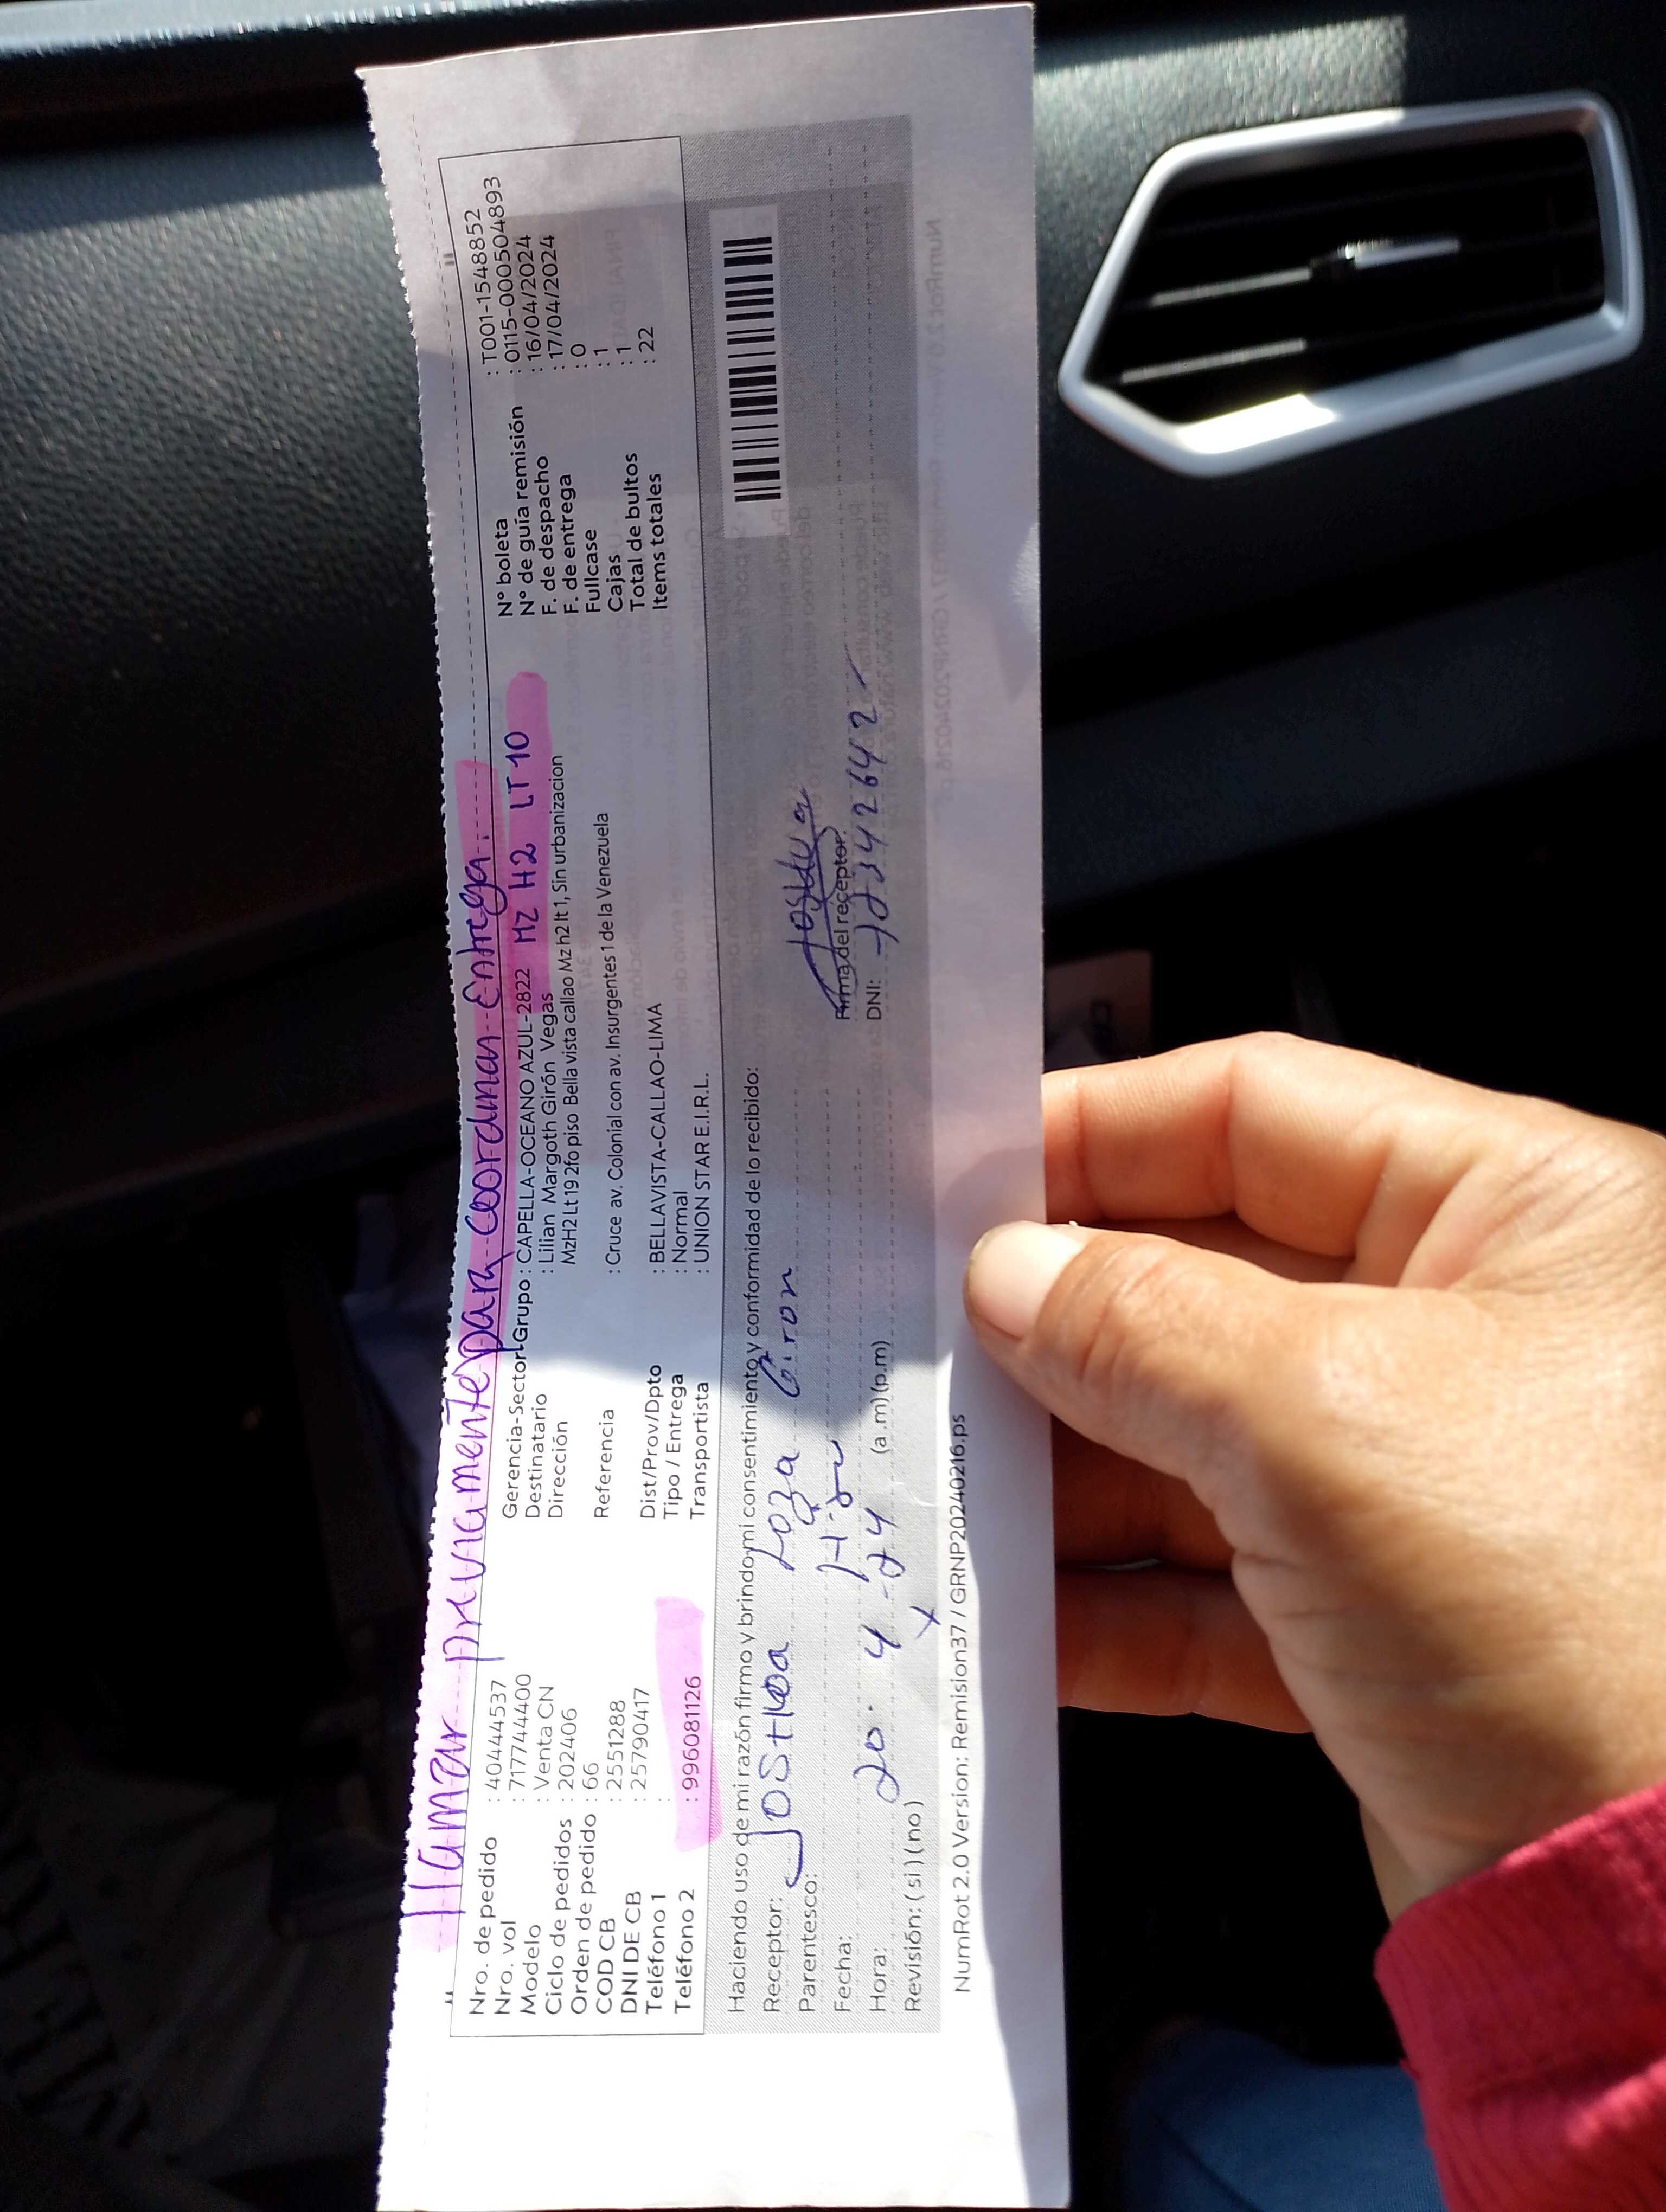 Llamar previamente para coordinar Entrega.
Nro. de pedido : 40444537
Nro. vol : 717744400
Modelo : Venta CN
Ciclo de pedidos : 202406
Orden de pedido : 66
COD CB : 2551288
DNI DE CB : 25790417
Teléfono 1 :
Teléfono 2 : 996081126
Gerencia-Sector-Grupo : CAPELLA-OCEANO AZUL-2822 MZ H2 LT 10
Destinatario : Lilian Margoth Girón Vegas
Dirección MzH2 Lt 19 2fo piso Bella vista callao Mz h2 lt 1, Sin urbanizacion
Referencia : Cruce av. Colonial con av. Insurgentes 1 de la Venezuela
Dist/Prov/Dpto : BELLAVISTA-CALLAO-LIMA
Tipo / Entrega : Normal
Transportista : UNION STAR E.I.R.L.
N° boleta : T001-1548852
N° de guía remisión : 0115-0000504893
F. de despacho : 16/04/2024
F. de entrega : 17/04/2024
Fullcase : 0
Cajas : 1
Total de bultos : 1
Items totales : 22
Haciendo uso de mi razón firmo y brindo mi consentimiento y conformidad de lo recibido:
Receptor: Loza Giron
Parentesco: Hijo
Fecha: 20. 4 -24
Hora: (a.m) (p.m)
Revisión: ( si ) ( no )
Firma del receptor:
DNI:
NumRot 2.0 Version: Remision37 / GRNP20240216.ps